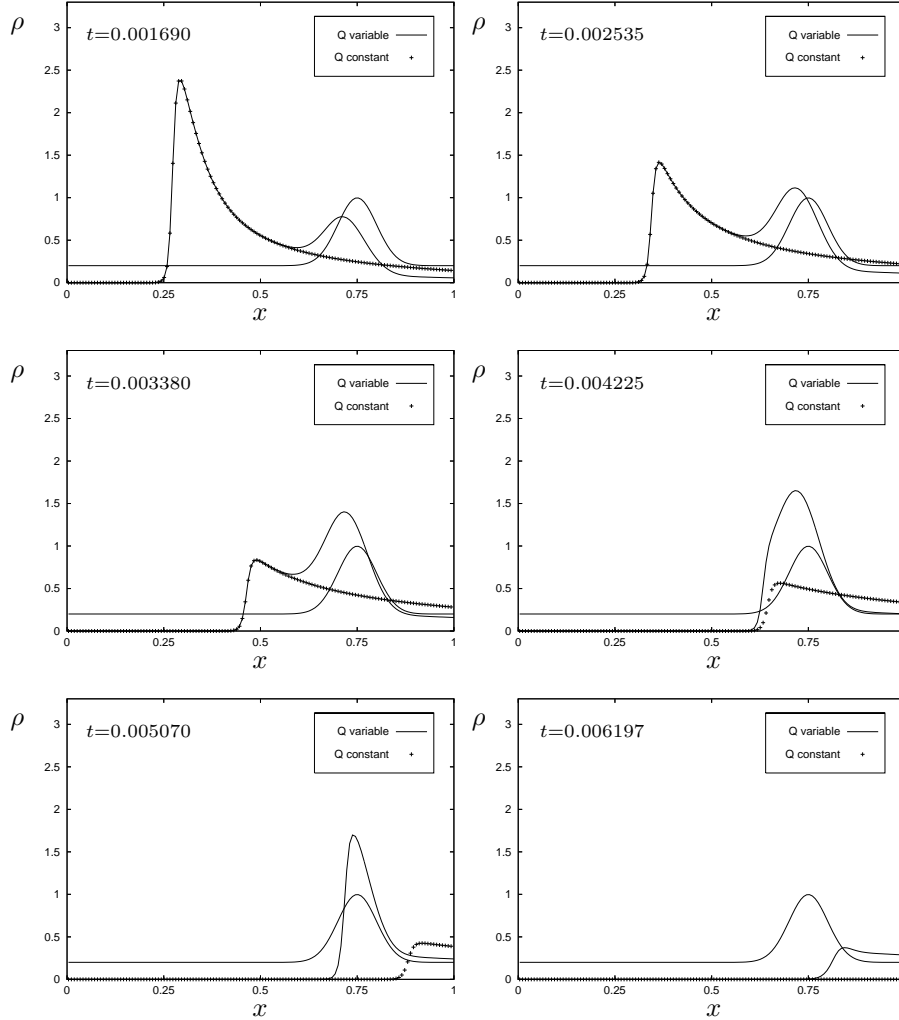 ρ
t=0.001690
Q variable
Q constant
3
2.5
2
1.5
1
0.5
0
0 0.25 0.5 0.75 1
x
ρ
t=0.002535
Q variable
Q constant
3
2.5
2
1.5
1
0.5
0
0 0.25 0.5 0.75
x
ρ
t=0.003380
Q variable
Q constant
3
2.5
2
1.5
1
0.5
0
0 0.25 0.5 0.75 1
x
ρ
t=0.004225
Q variable
Q constant
3
2.5
2
1.5
1
0.5
0
0 0.25 0.5 0.75
x
ρ
t=0.005070
Q variable
Q constant
3
2.5
2
1.5
1
0.5
0
0 0.25 0.5 0.75 1
x
ρ
t=0.006197
Q variable
Q constant
3
2.5
2
1.5
1
0.5
0
0 0.25 0.5 0.75
x